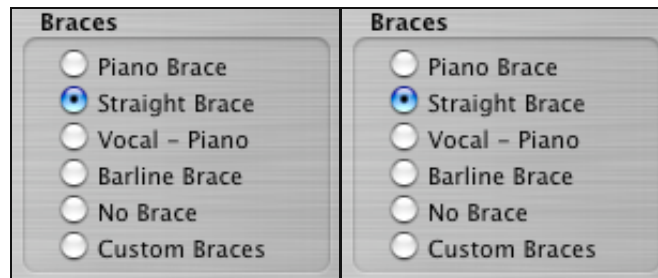 Braces
Piano Brace
Straight Brace
Vocal – Piano
Barline Brace
No Brace
Custom Braces
Braces
Piano Brace
Straight Brace
Vocal – Piano
Barline Brace
No Brace
Custom Braces